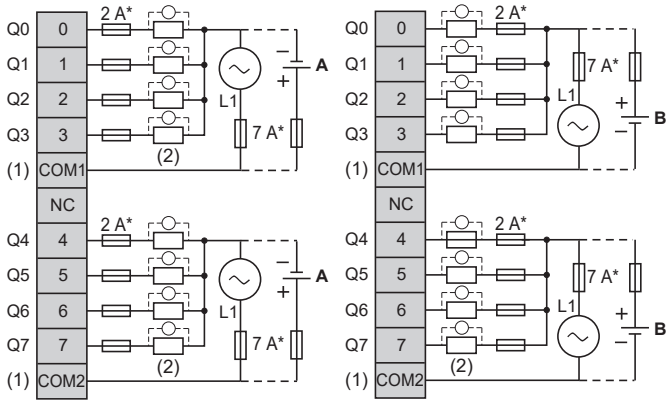 Q0 0 2 A*
Q1 1 − A
Q2 2 +
L1
Q3 3 7 A*
(2)
(1) COM1
NC
Q4 4 2 A*
Q5 5 − A
Q6 6 +
L1
Q7 7 7 A*
(2)
(1) COM2
Q0 0 2 A*
Q1 1 7 A*
Q2 2 L1 +
Q3 3 − B
(1) COM1
NC
Q4 4 2 A*
Q5 5 7 A*
Q6 6 L1 +
Q7 7 − B
(2)
(1) COM2